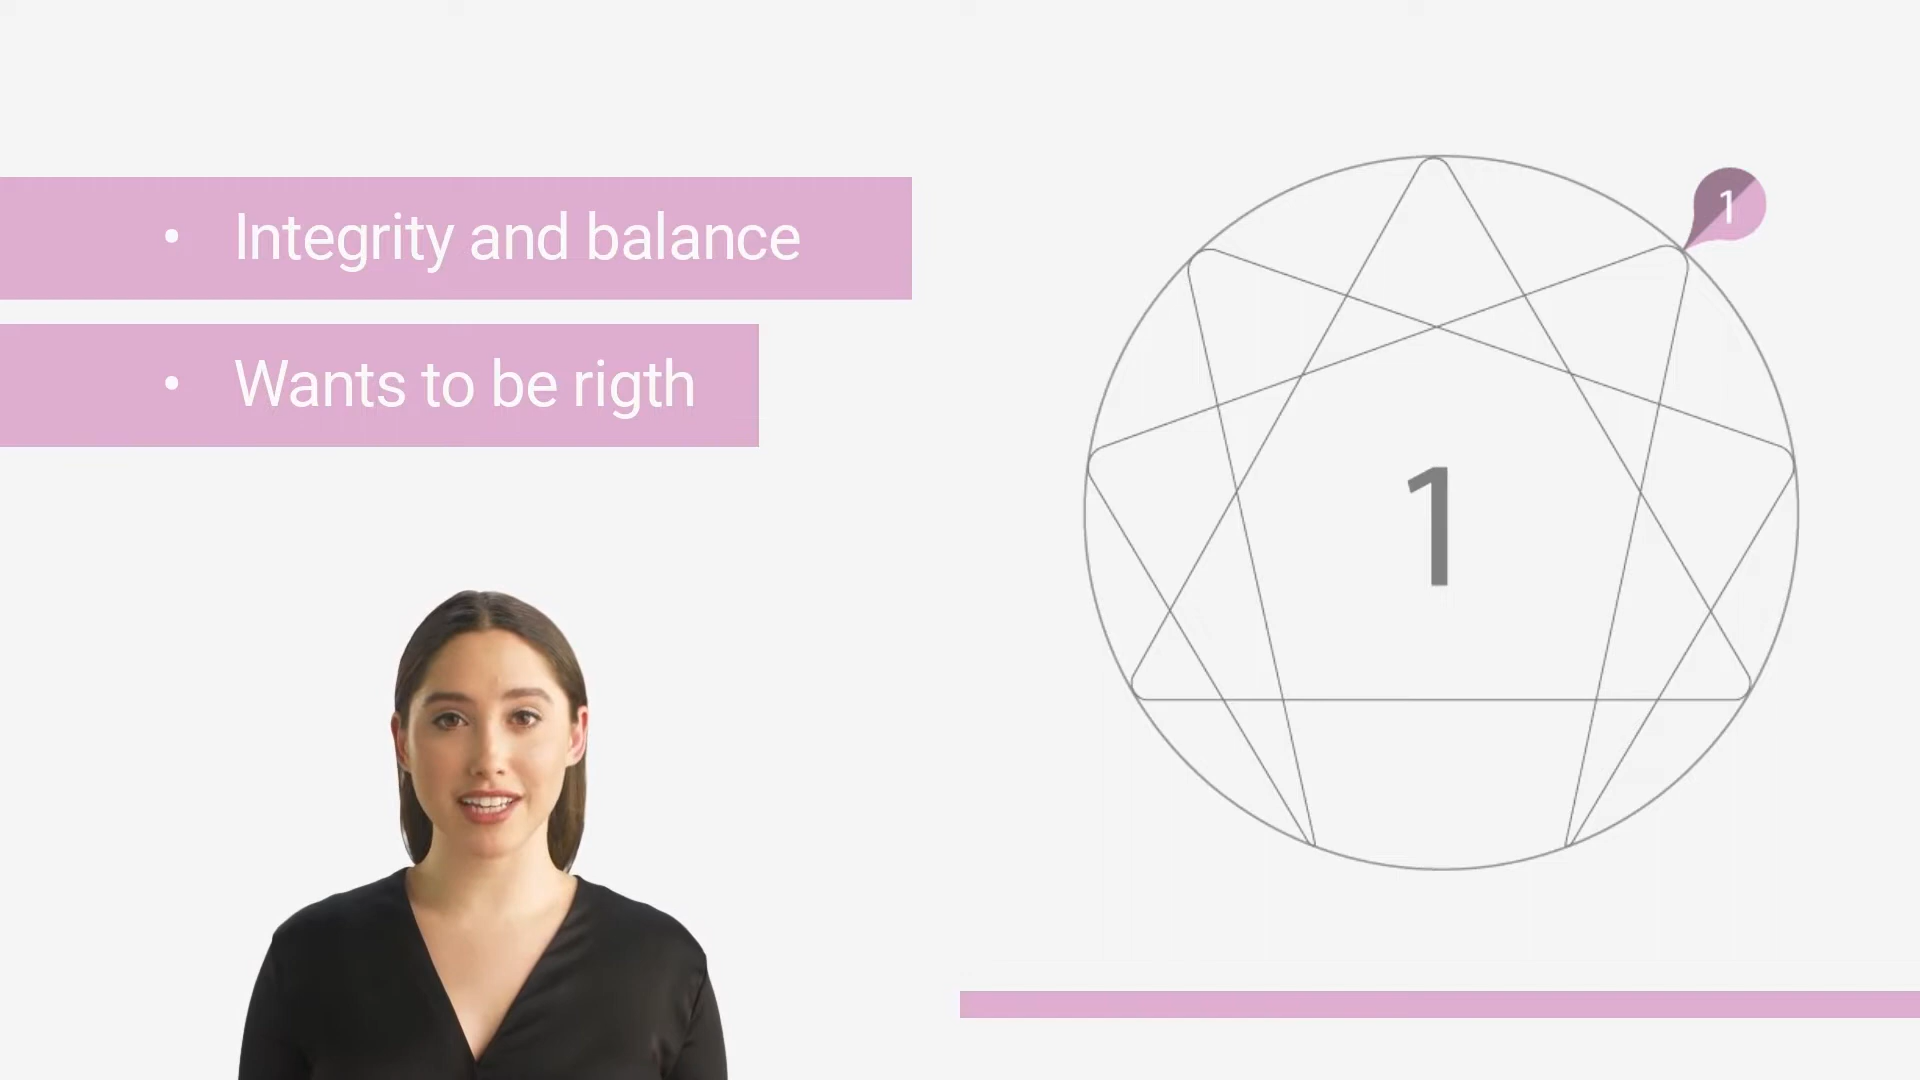 • Integrity and balance
• Wants to be rigth
1
1